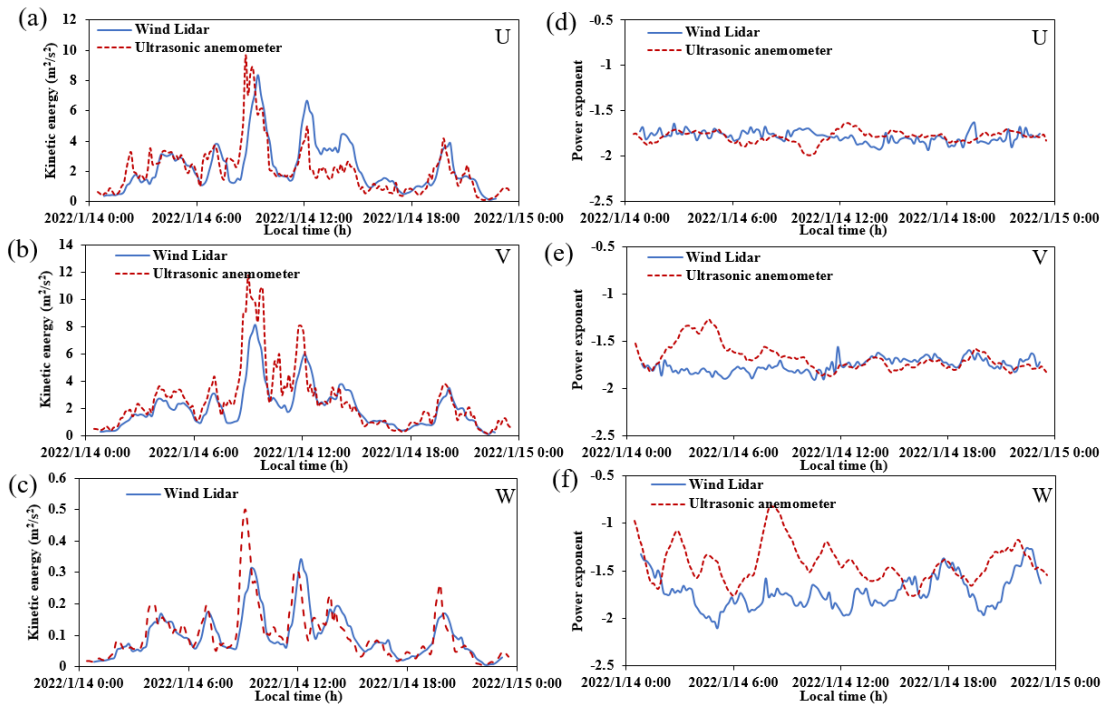 (a)
Wind Lidar
Ultrasonic anemometer
U
Kinetic energy (m²/s²)
12
10
8
6
4
2
0
2022/1/14 0:00 2022/1/14 6:00 2022/1/14 12:00 2022/1/14 18:00 2022/1/15 0:00
Local time (h)
(b)
Wind Lidar
Ultrasonic anemometer
V
Kinetic energy (m²/s²)
14
12
10
8
6
4
2
0
2022/1/14 0:00 2022/1/14 6:00 2022/1/14 12:00 2022/1/14 18:00 2022/1/15 0:00
Local time (h)
(c)
Wind Lidar
W
Kinetic energy (m²/s²)
0.6
0.5
0.4
0.3
0.2
0.1
0
2022/1/14 0:00 2022/1/14 6:00 2022/1/14 12:00 2022/1/14 18:00 2022/1/15 0:00
Local time (h)
(d)
Wind Lidar
Ultrasonic anemometer
U
Power exponent
-0.5
-1
-1.5
-2
-2.5
2022/1/14 0:00 2022/1/14 6:00 2022/1/14 12:00 2022/1/14 18:00 2022/1/15 0:00
Local time (h)
(e)
Wind Lidar
Ultrasonic anemometer
V
Power exponent
-0.5
-1
-1.5
-2
-2.5
2022/1/14 0:00 2022/1/14 6:00 2022/1/14 12:00 2022/1/14 18:00 2022/1/15 0:00
Local time (h)
(f)
Wind Lidar
Ultrasonic anemometer
W
Power exponent
-0.5
-1
-1.5
-2
-2.5
2022/1/14 0:00 2022/1/14 6:00 2022/1/14 12:00 2022/1/14 18:00 2022/1/15 0:00
Local time (h)